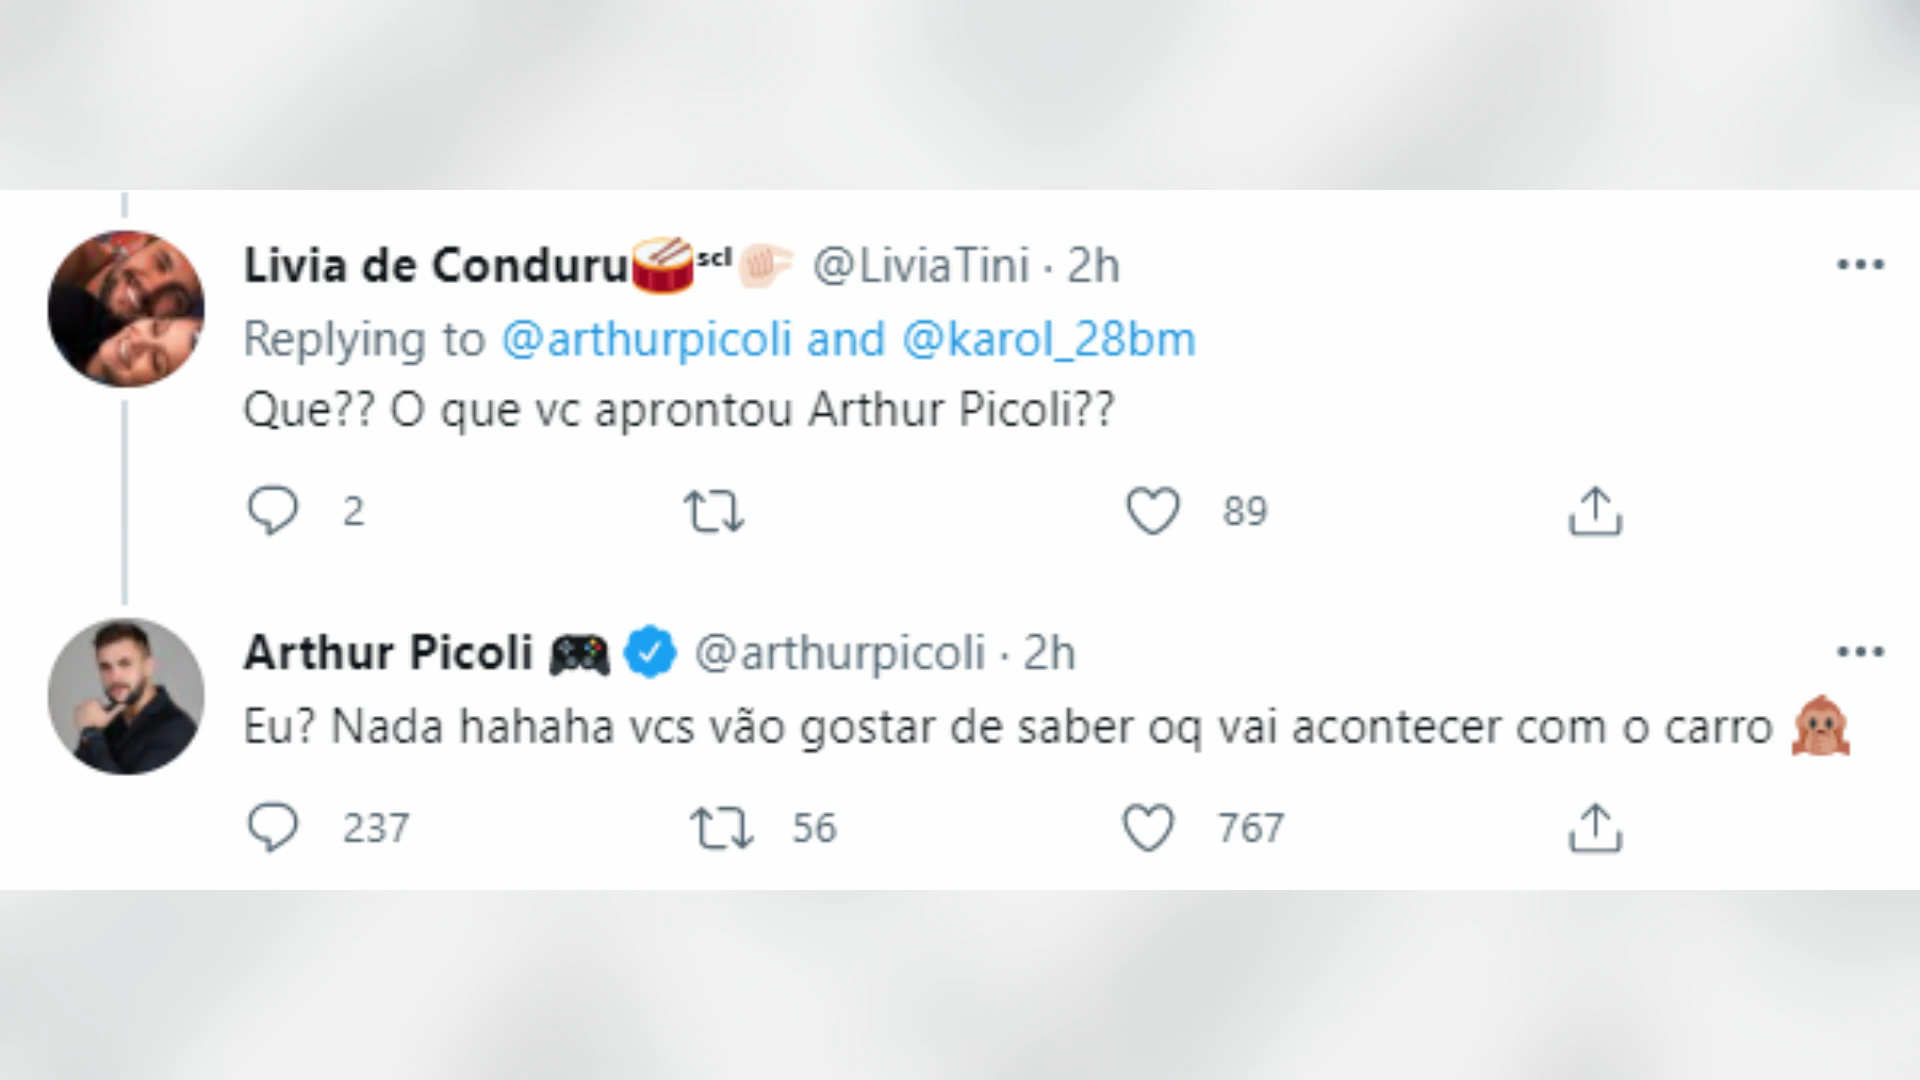 Livia de Conduru🥁scl🤏🏻 @LiviaTini · 2h
Replying to @arthurpicoli and @karol_28bm
Que?? O que vc aprontou Arthur Picoli??
2 89
Arthur Picoli 🎮 @arthurpicoli · 2h
Eu? Nada hahaha vcs vão gostar de saber oq vai acontecer com o carro 🙊
237 56 767